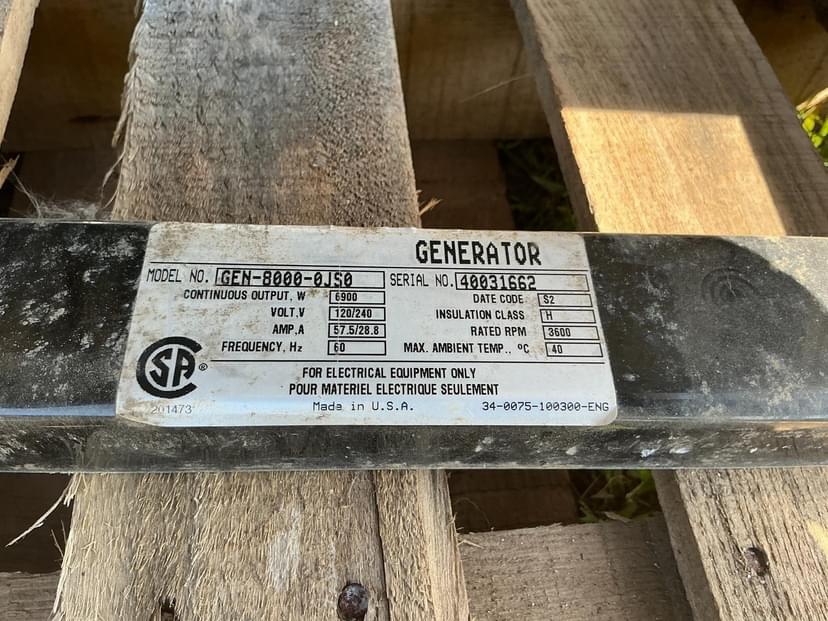 GENERATOR
MODEL NO. GEN-8000-0JS0 SERIAL NO. 40031662
CONTINUOUS OUTPUT, W 6900 DATE CODE S2
VOLT,V 120/240 INSULATION CLASS H
AMP,A 57.5/28.8 RATED RPM 3600
FREQUENCY, Hz 60 MAX. AMBIENT TEMP., ºC 40
CSA®
FOR ELECTRICAL EQUIPMENT ONLY
POUR MATERIEL ELECTRIQUE SEULEMENT
201473 Made in U.S.A. 34-0075-100300-ENG